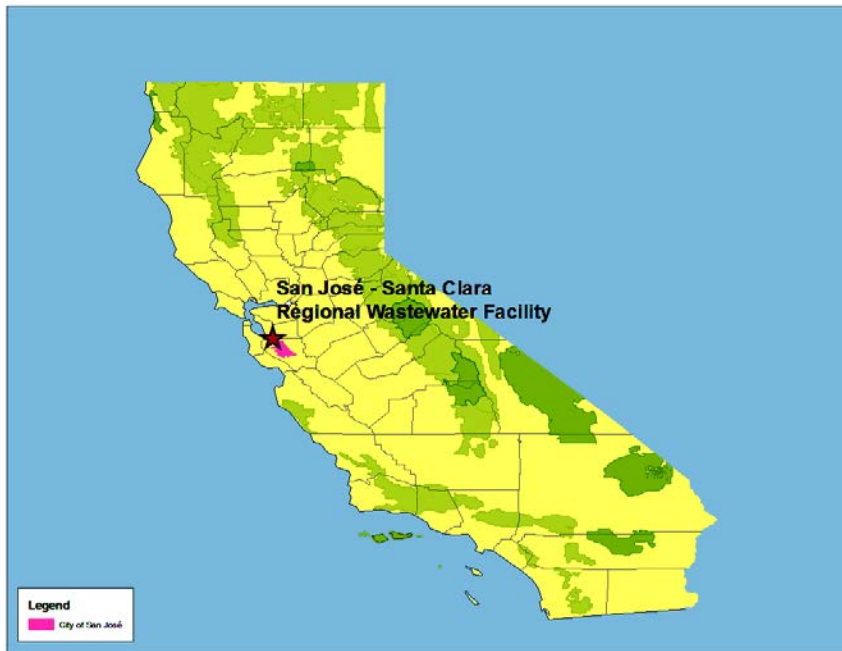 San José - Santa Clara
Regional Wastewater Facility
Legend
City of San José